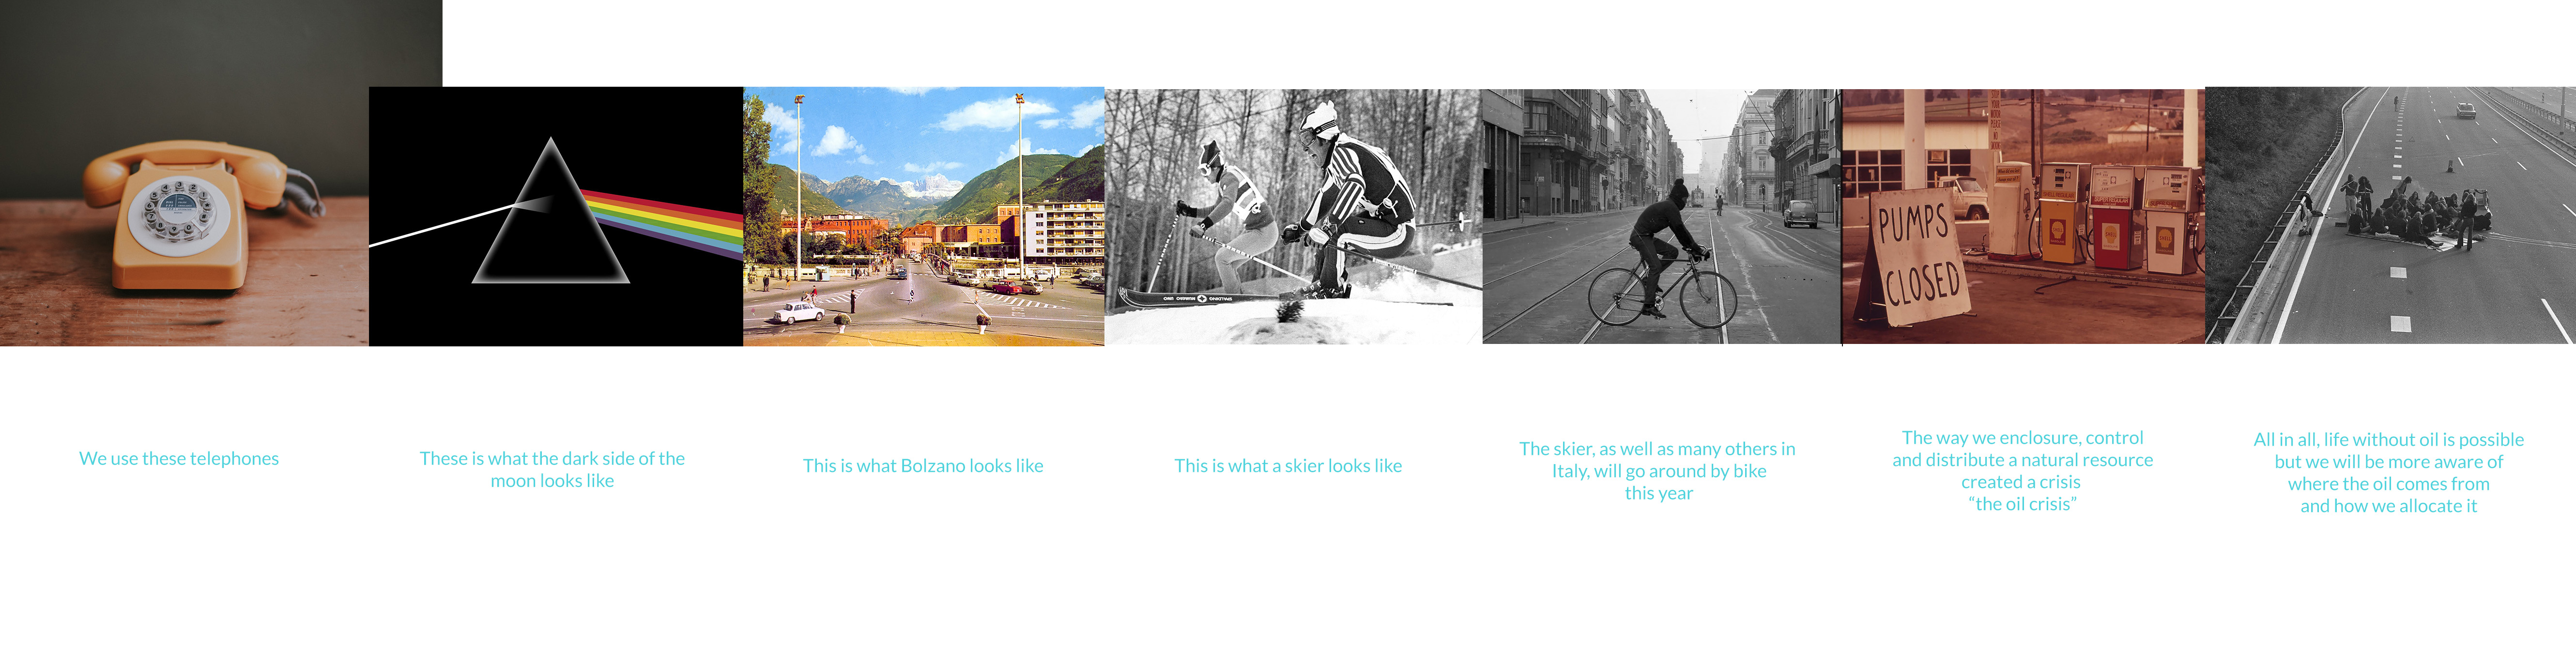 PUMPS
CLOSED
We use these telephones
These is what the dark side of the
moon looks like
This is what Bolzano looks like
This is what a skier looks like
The skier, as well as many others in
Italy, will go around by bike
this year
The way we enclosure, control
and distribute a natural resource
created a crisis
“the oil crisis”
All in all, life without oil is possible
but we will be more aware of
where the oil comes from
and how we allocate it